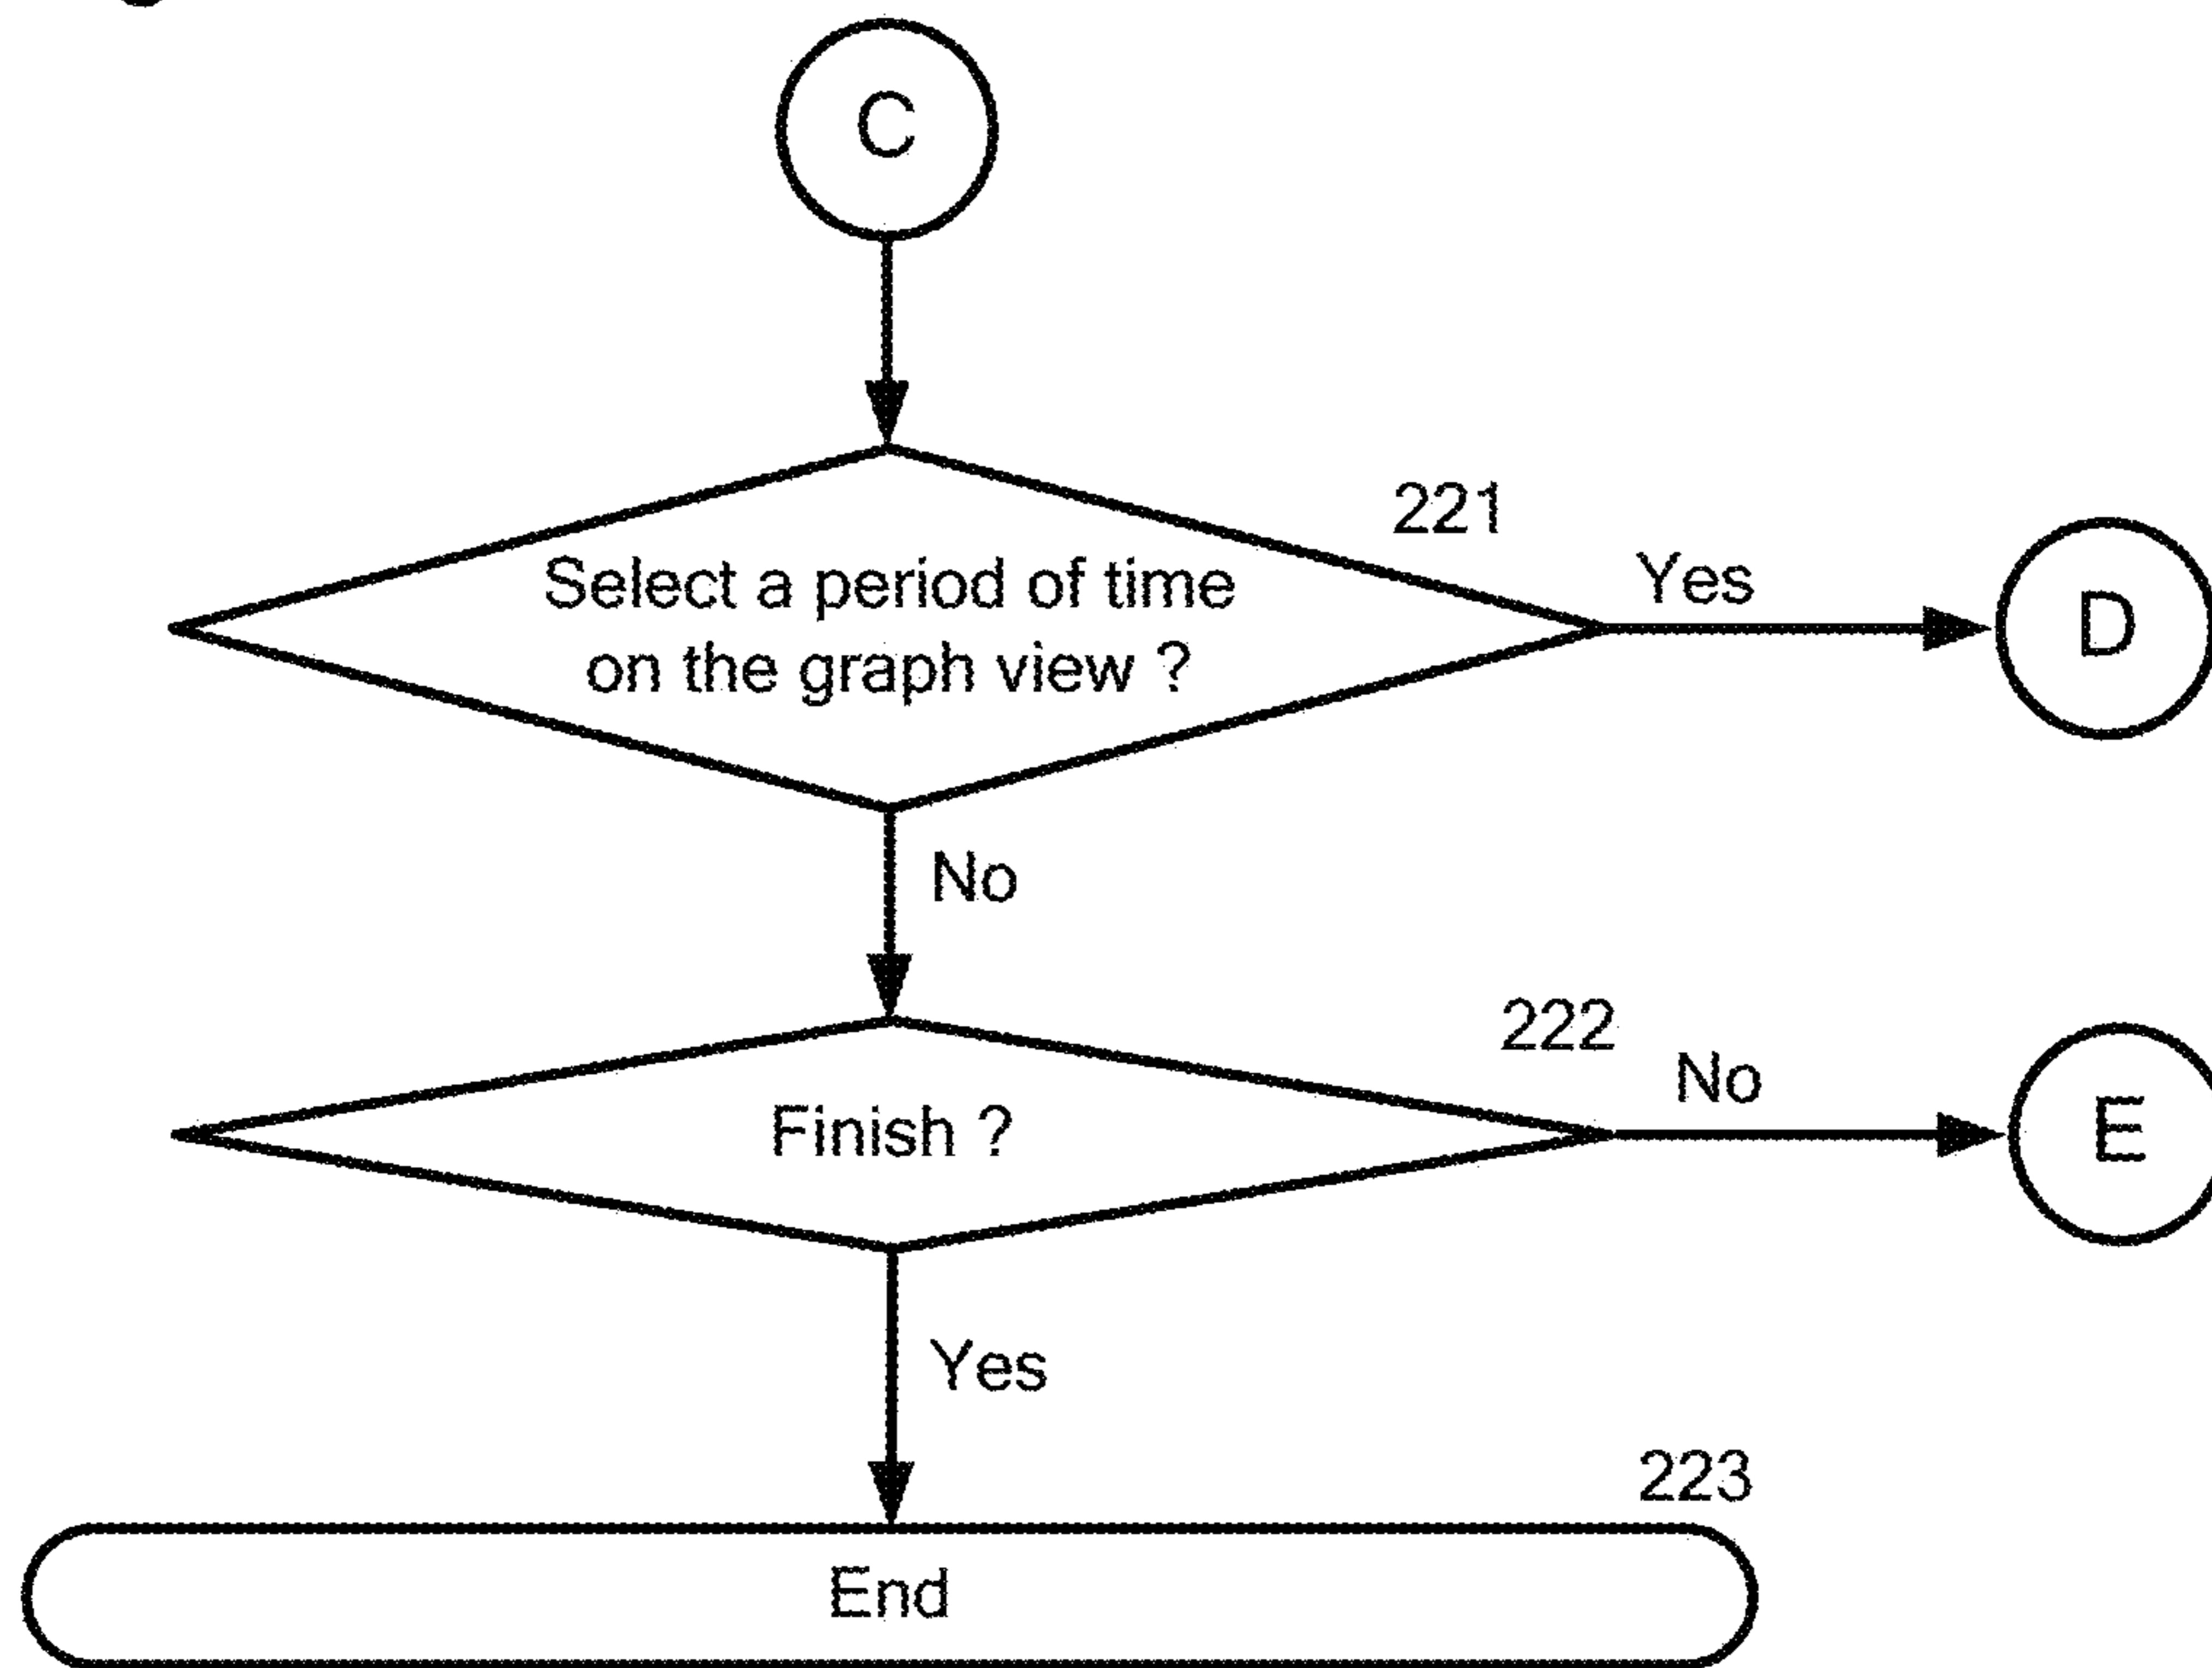 C
221
Select a period of time
on the graph view ?
Yes
D
No
222
No
Finish ?
E
Yes
223
End